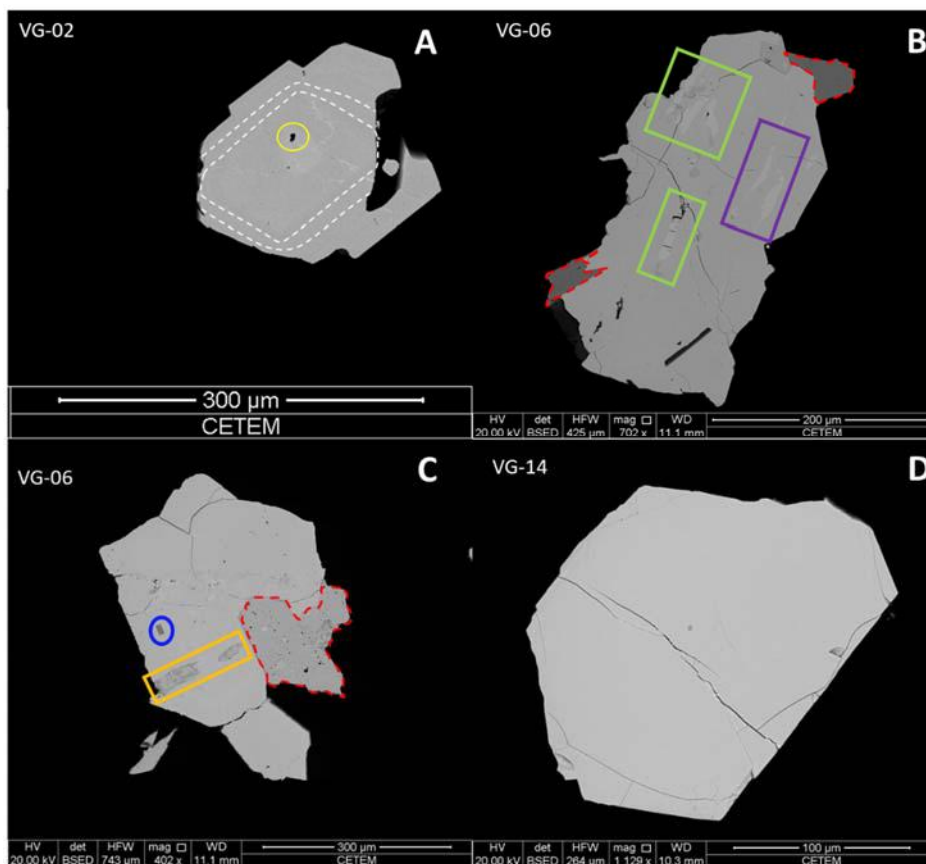 VG-02
A
300 µm
CETEM
VG-06
B
HV det HFW mag □ WD 200 µm
20.00 kV BSED 425 µm 702 x 11.1 mm CETEM
VG-06
C
HV det HFW mag □ WD 300 µm
20.00 kV BSED 743 µm 402 x 11.1 mm CETEM
VG-14
D
HV det HFW mag □ WD 100 µm
20.00 kV BSED 264 µm 1 129 x 10.3 mm CETEM